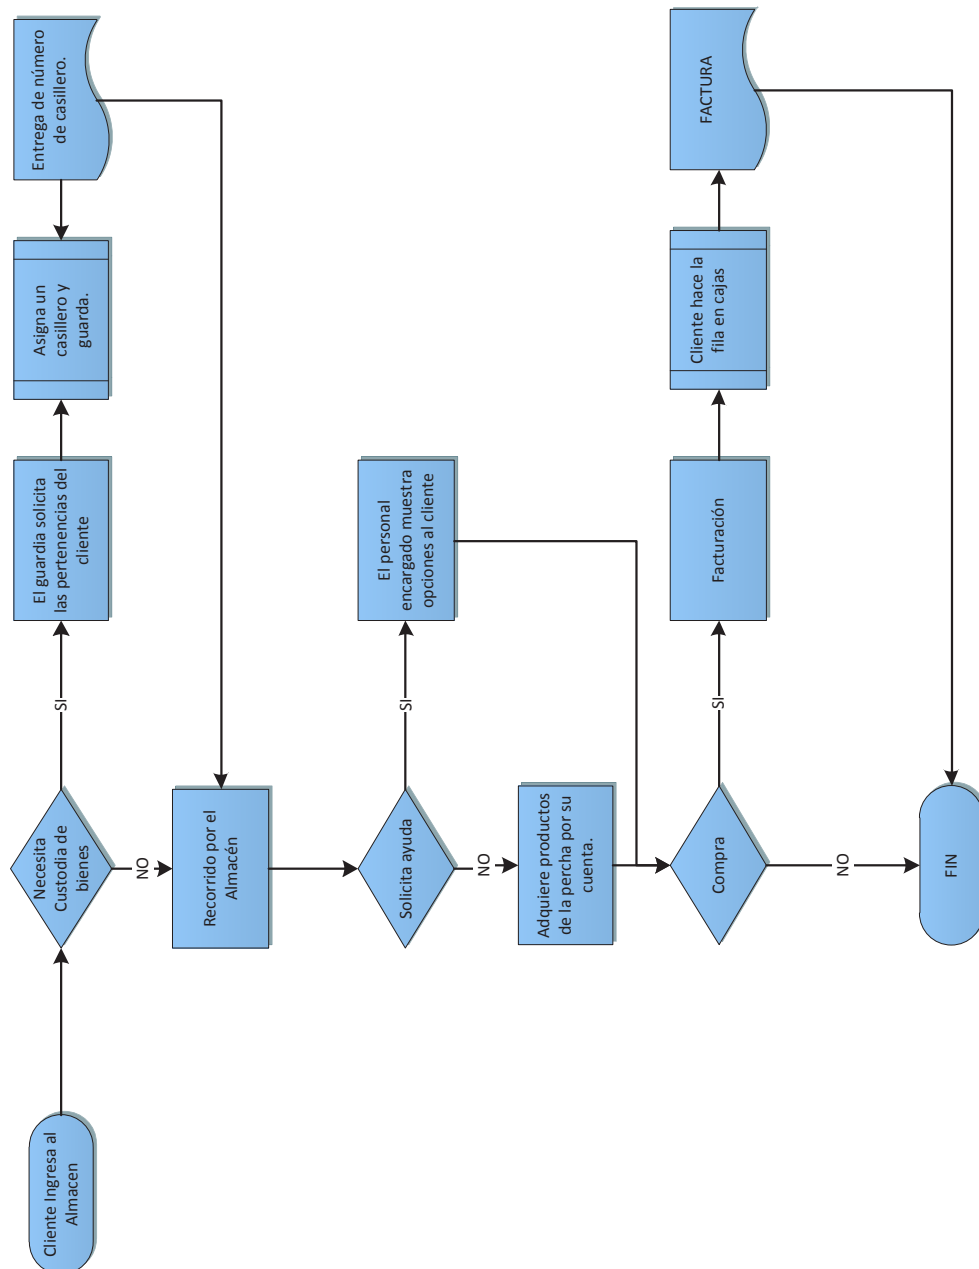 Cliente Ingresa al
Almacen
Necesita
Custodia de
bienes
SI
El guardia solicita
las pertenencias del
cliente
Asigna un
casillero y
guarda.
Entrega de número
de casillero.
NO
Recorrido por el
Almacén
Solicita ayuda
SI
El personal
encargado muestra
opciones al cliente
NO
Adquiere productos
de la percha por su
cuenta.
Compra
SI
Facturación
Cliente hace la
fila en cajas
FACTURA
NO
FIN